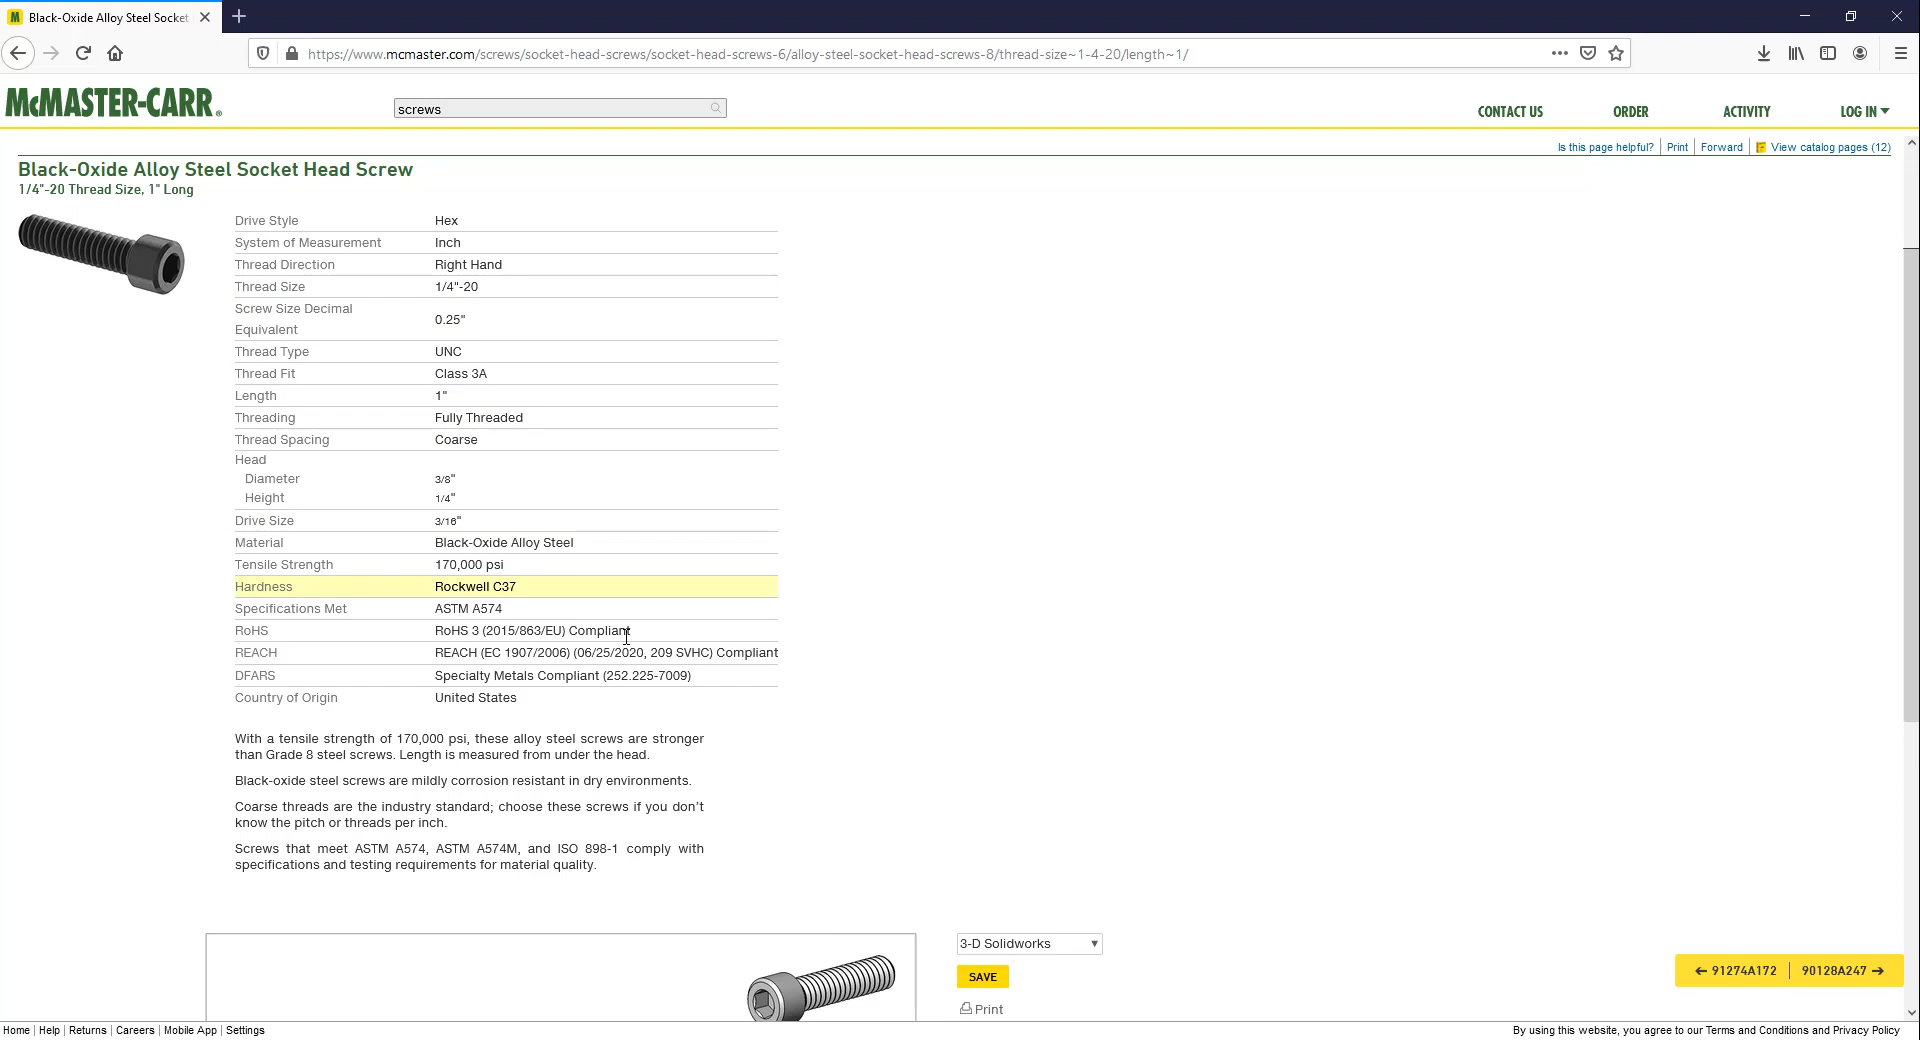 Black-Oxide Alloy Steel Socket
https://www.mcmaster.com/screws/socket-head-screws/socket-head-screws-6/alloy-steel-socket-head-screws-8/thread-size~1-4-20/length~1/
McMASTER-CARR®
screws
CONTACT US
ORDER
ACTIVITY
LOG IN
Is this page helpful? | Print | Forward | View catalog pages (12)
Black-Oxide Alloy Steel Socket Head Screw
1/4"-20 Thread Size, 1" Long
Drive Style Hex
System of Measurement Inch
Thread Direction Right Hand
Thread Size 1/4"-20
Screw Size Decimal
Equivalent 0.25"
Thread Type UNC
Thread Fit Class 3A
Length 1"
Threading Fully Threaded
Thread Spacing Coarse
Head
Diameter 3/8"
Height 1/4"
Drive Size 3/16"
Material Black-Oxide Alloy Steel
Tensile Strength 170,000 psi
Hardness Rockwell C37
Specifications Met ASTM A574
RoHS RoHS 3 (2015/863/EU) Compliant
REACH REACH (EC 1907/2006) (06/25/2020, 209 SVHC) Compliant
DFARS Specialty Metals Compliant (252.225-7009)
Country of Origin United States
With a tensile strength of 170,000 psi, these alloy steel screws are stronger
than Grade 8 steel screws. Length is measured from under the head.
Black-oxide steel screws are mildly corrosion resistant in dry environments.
Coarse threads are the industry standard; choose these screws if you don't
know the pitch or threads per inch.
Screws that meet ASTM A574, ASTM A574M, and ISO 898-1 comply with
specifications and testing requirements for material quality.
3-D Solidworks
SAVE
Print
← 91274A172 | 90128A247 →
Home | Help | Returns | Careers | Mobile App | Settings
By using this website, you agree to our Terms and Conditions and Privacy Policy